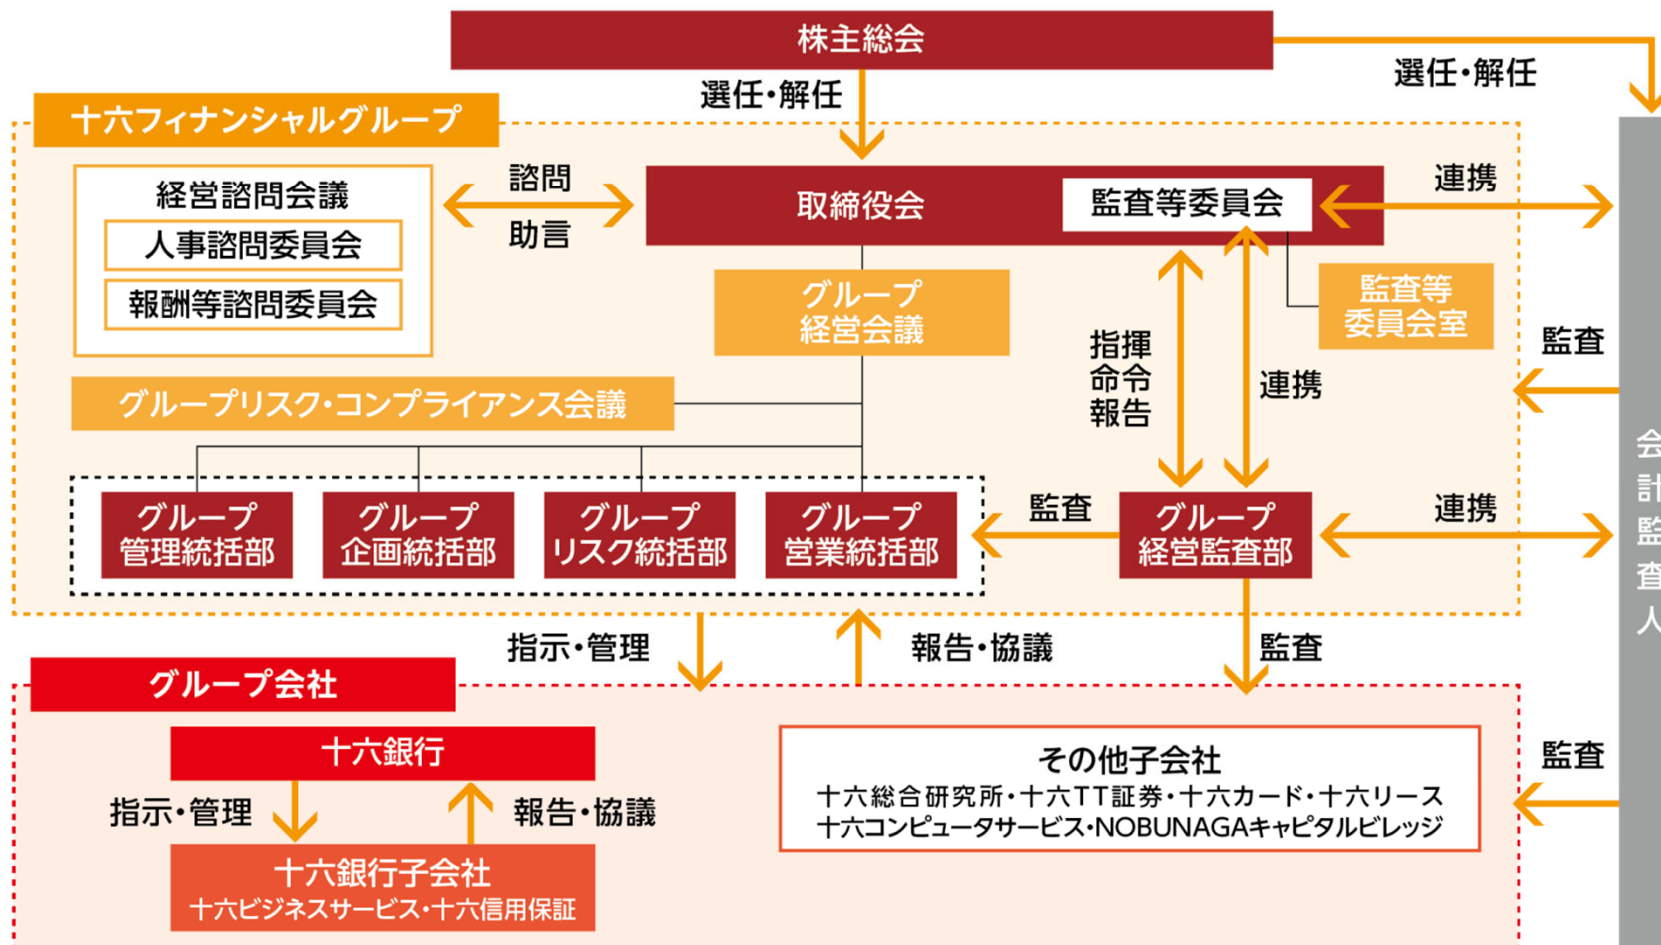 株主総会
選任・解任
選任・解任
十六フィナンシャルグループ
経営諮問会議
人事諮問委員会
報酬等諮問委員会
諮問
助言
取締役会
監査等委員会
連携
グループ
経営会議
監査等
委員会室
指揮
命令
報告
連携
監査
グループリスク・コンプライアンス会議
グループ
管理統括部
グループ
企画統括部
グループ
リスク統括部
グループ
営業統括部
監査
グループ
経営監査部
連携
会計監査人
指示・管理
報告・協議
監査
グループ会社
十六銀行
指示・管理
報告・協議
十六銀行子会社
十六ビジネスサービス・十六信用保証
その他子会社
十六総合研究所・十六TT証券・十六カード・十六リース
十六コンピュータサービス・NOBUNAGAキャピタルビレッジ
監査